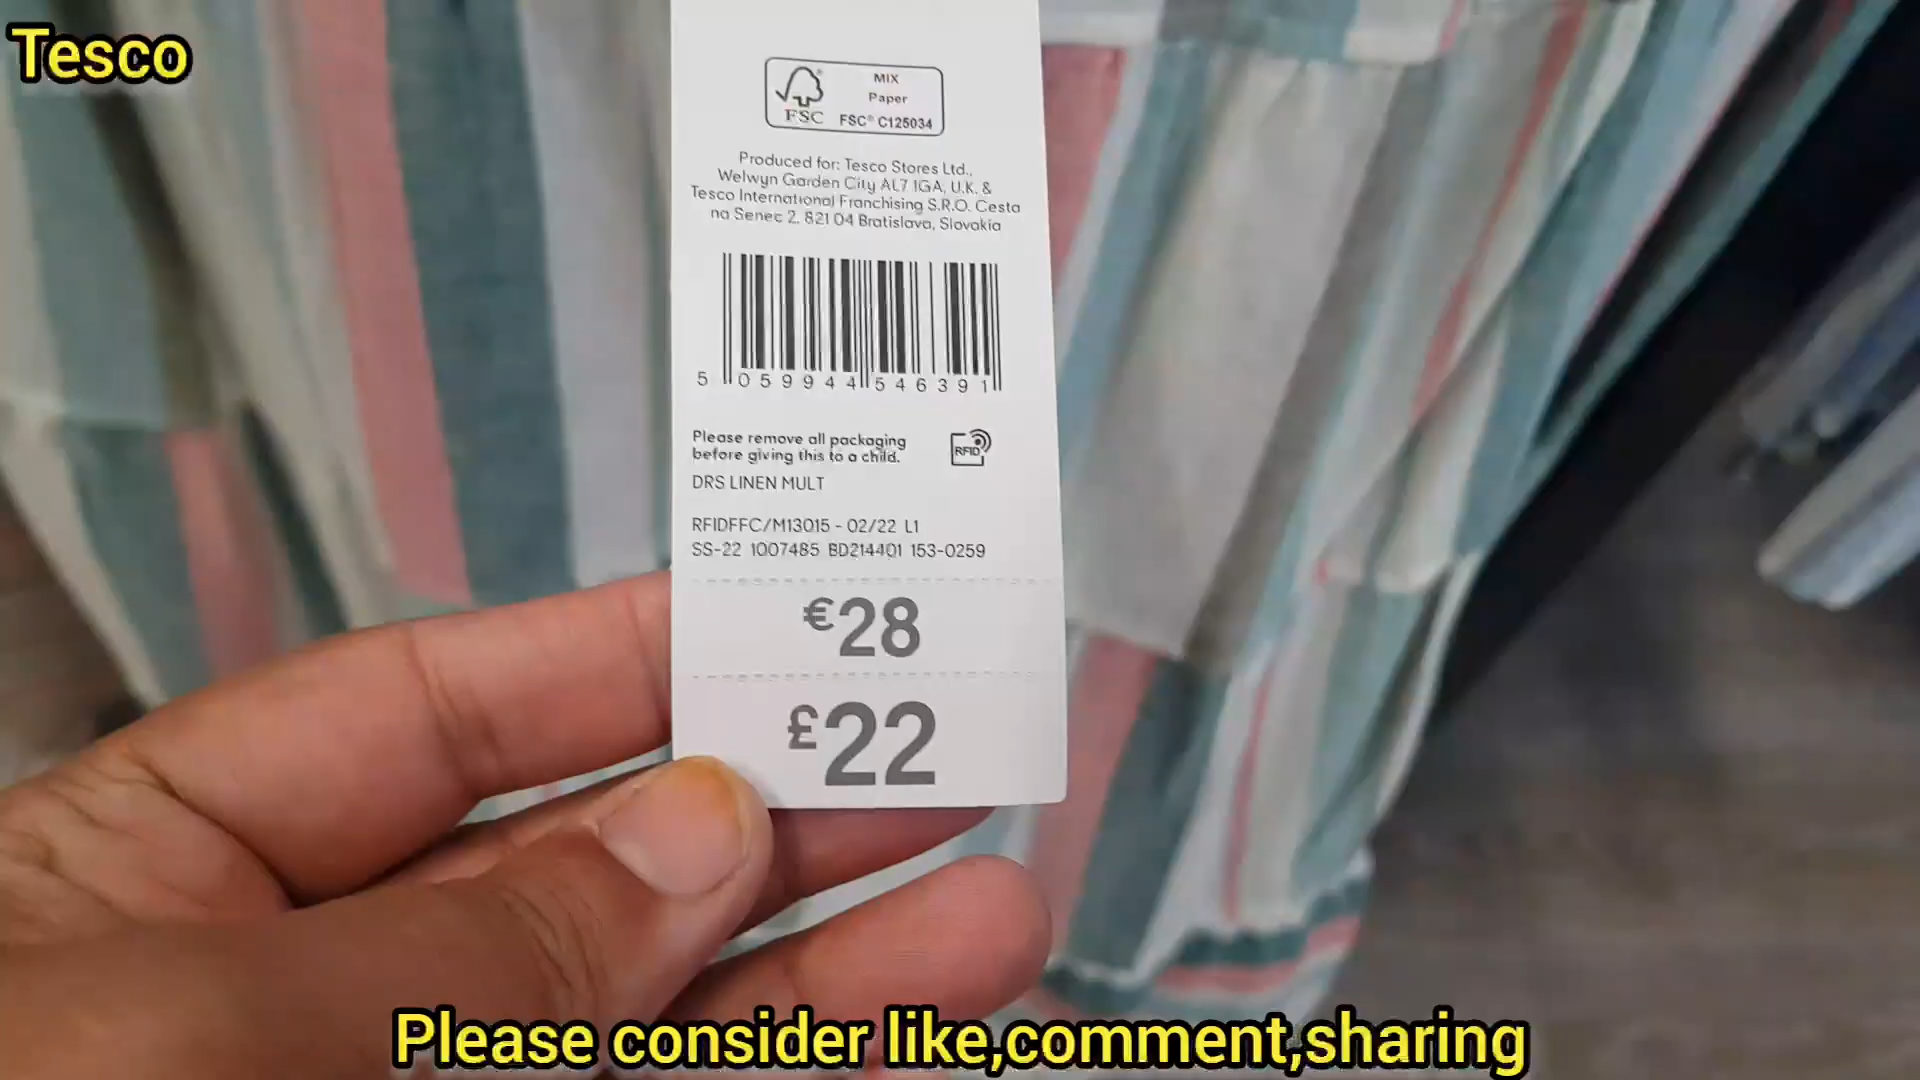 Tesco
MIX
Paper
FSC
FSC® C125034
Produced for: Tesco Stores Ltd.,
Welwyn Garden City AL7 1GA, U.K. &
Tesco International Franchising S.R.O. Cesta
na Senec 2, 821 04 Bratislava, Slovakia
5 059944 546391
Please remove all packaging
before giving this to a child.
RFID
DRS LINEN MULT
RFIDFFC/M13015 - 02/22 L1
SS-22 1007485 BD214401 153-0259
€28
£22
Please consider like,comment,sharing